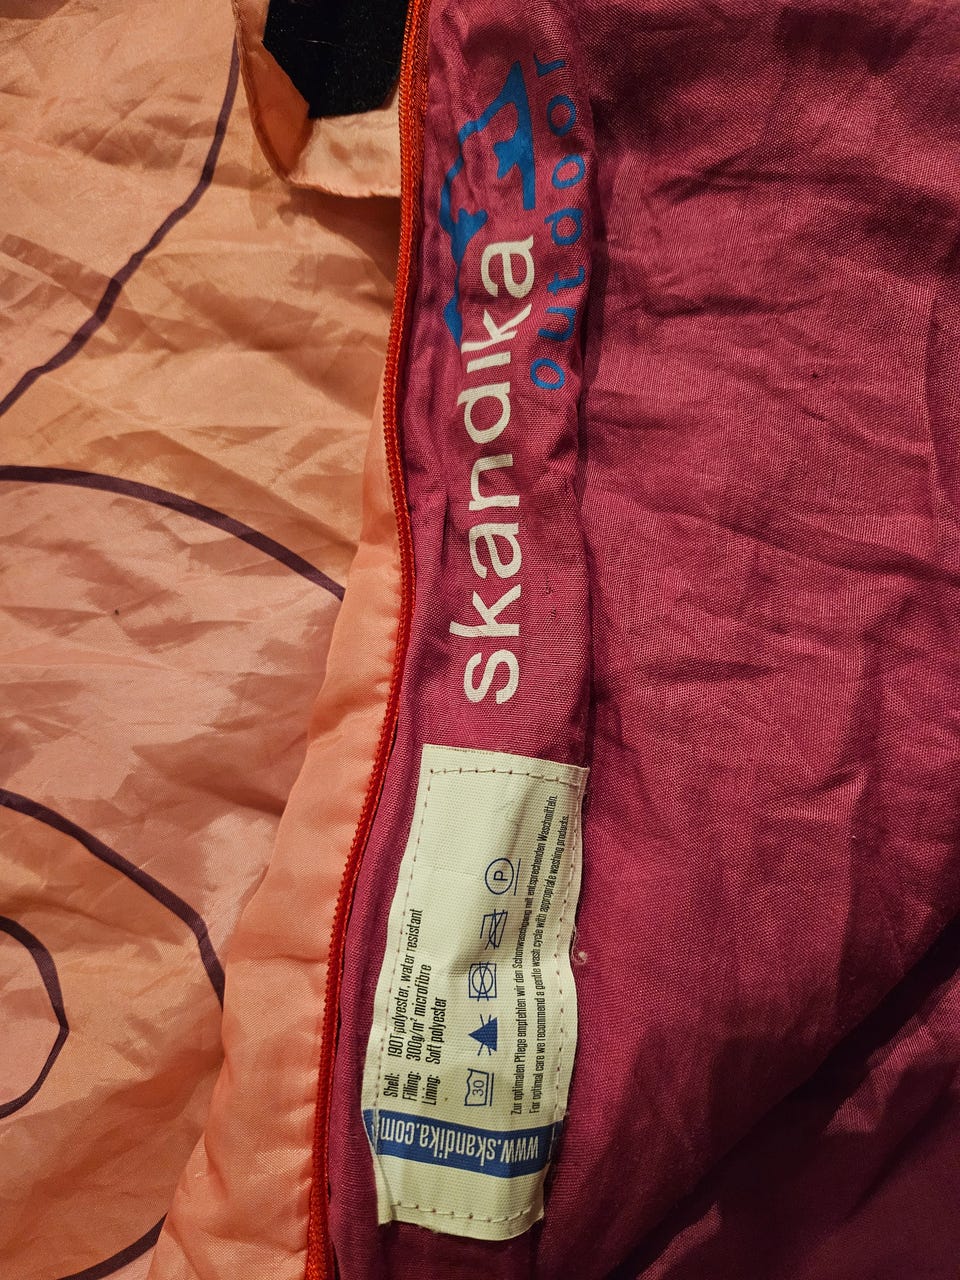 skandika
outdoor
Shell: 190T polyester, water resistant
Filling: 300g/m² microfibre
Lining: Soft polyester
30
P
Zur optimalen Pflege empfehlen wir den Schonwaschgang mit entsprechenden Waschmitteln.
For optimal care we recommend a gentle wash cycle with appropriate washing products.
www.skandika.com